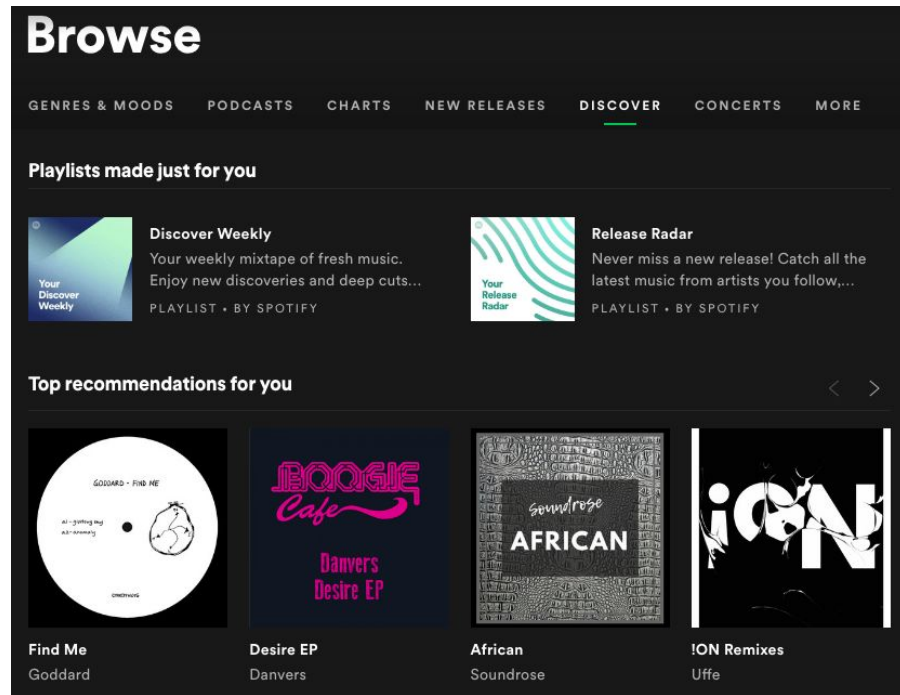 Browse
GENRES & MOODS PODCASTS CHARTS NEW RELEASES DISCOVER CONCERTS MORE
Playlists made just for you
Your
Discover
Weekly
Discover Weekly
Your weekly mixtape of fresh music.
Enjoy new discoveries and deep cuts...
PLAYLIST • BY SPOTIFY
Your
Release
Radar
Release Radar
Never miss a new release! Catch all the
latest music from artists you follow,...
PLAYLIST • BY SPOTIFY
Top recommendations for you
GODDARD - FIND ME
BOOGIE
Cafe
Danvers
Desire EP
Soundrose
AFRICAN
!ON
Find Me
Goddard
Desire EP
Danvers
African
Soundrose
!ON Remixes
Uffe